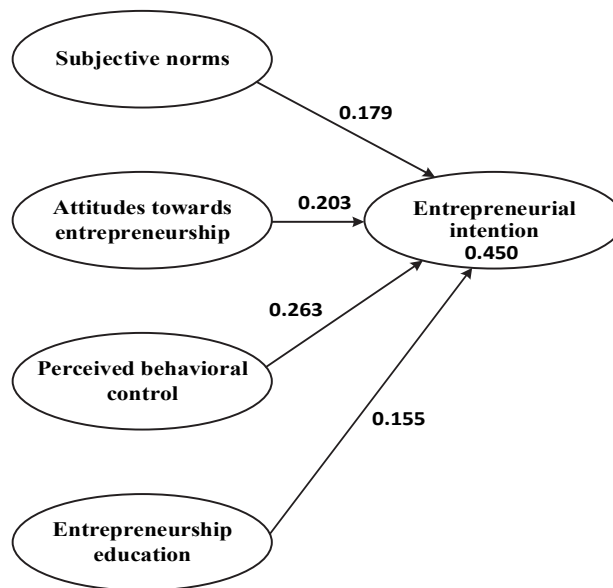 Subjective norms
0.179
Attitudes towards
entrepreneurship
0.203
Entrepreneurial
intention
0.450
0.263
Perceived behavioral
control
0.155
Entrepreneurship
education